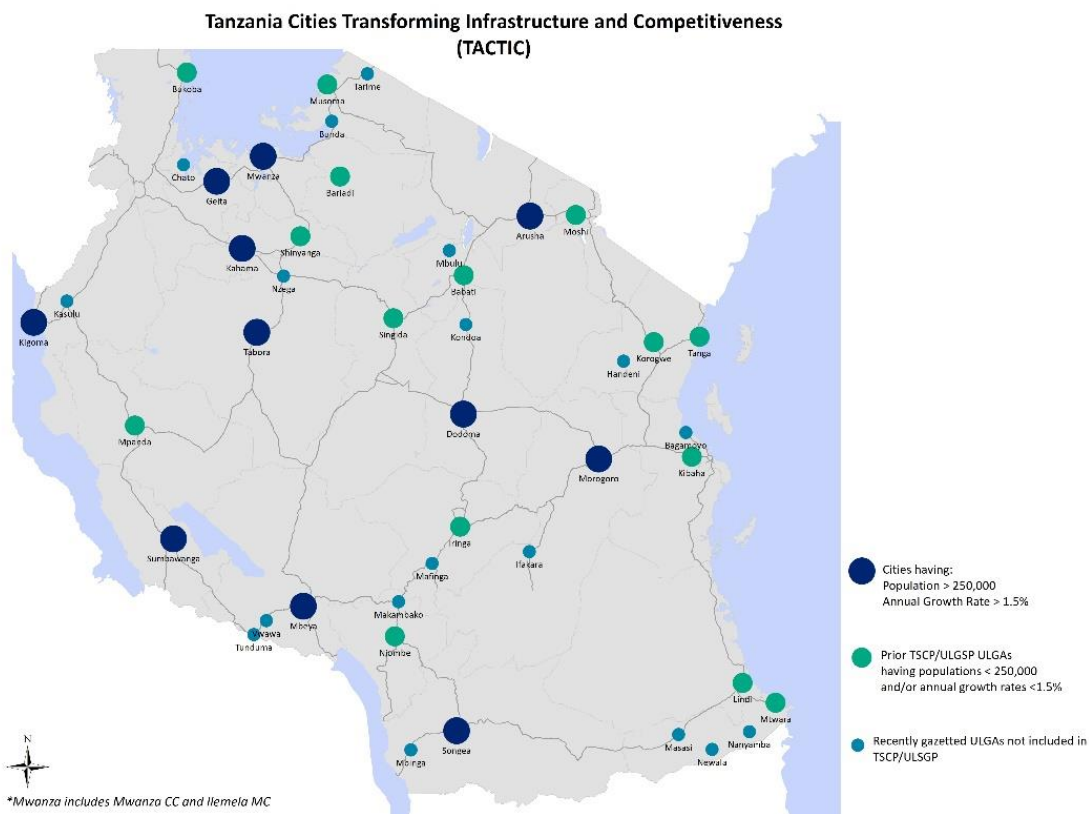 Tanzania Cities Transforming Infrastructure and Competitiveness
(TACTIC)
Bukoba
Musoma
Tarime
Bunda
Chato
Geita
Mwanza
Bariadi
Arusha
Moshi
Shinyanga
Kahama
Mbulu
Babati
Nzega
Kasulu
Kigoma
Singida
Kondoa
Tabora
Korogwe
Tanga
Handeni
Dodoma
Mpanda
Bagamoyo
Kibaha
Morogoro
Iringa
Sumbawanga
Mafinga
Ifakara
Makambako
Mbeya
Vwawa
Tunduma
Njombe
Lindi
Mtwara
Songea
Mbinga
Masasi
Nanyamba
Newala
Cities having:
Population > 250,000
Annual Growth Rate > 1.5%
Prior TSCP/ULGSP ULGAs
having populations < 250,000
and/or annual growth rates <1.5%
Recently gazetted ULGAs not included in
TSCP/ULSGP
N
*Mwanza includes Mwanza CC and Ilemela MC